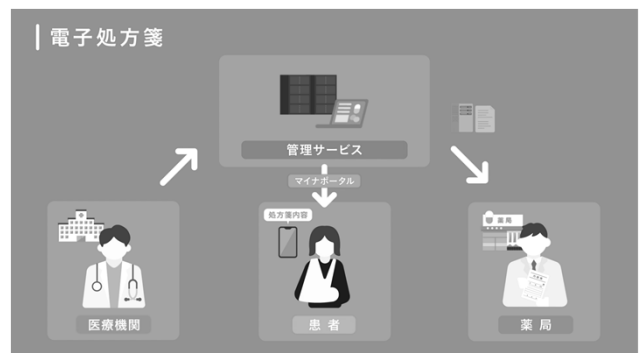 電子処方箋
管理サービス
マイナポータル
処方箋内容
薬局
医療機関
患者
薬局